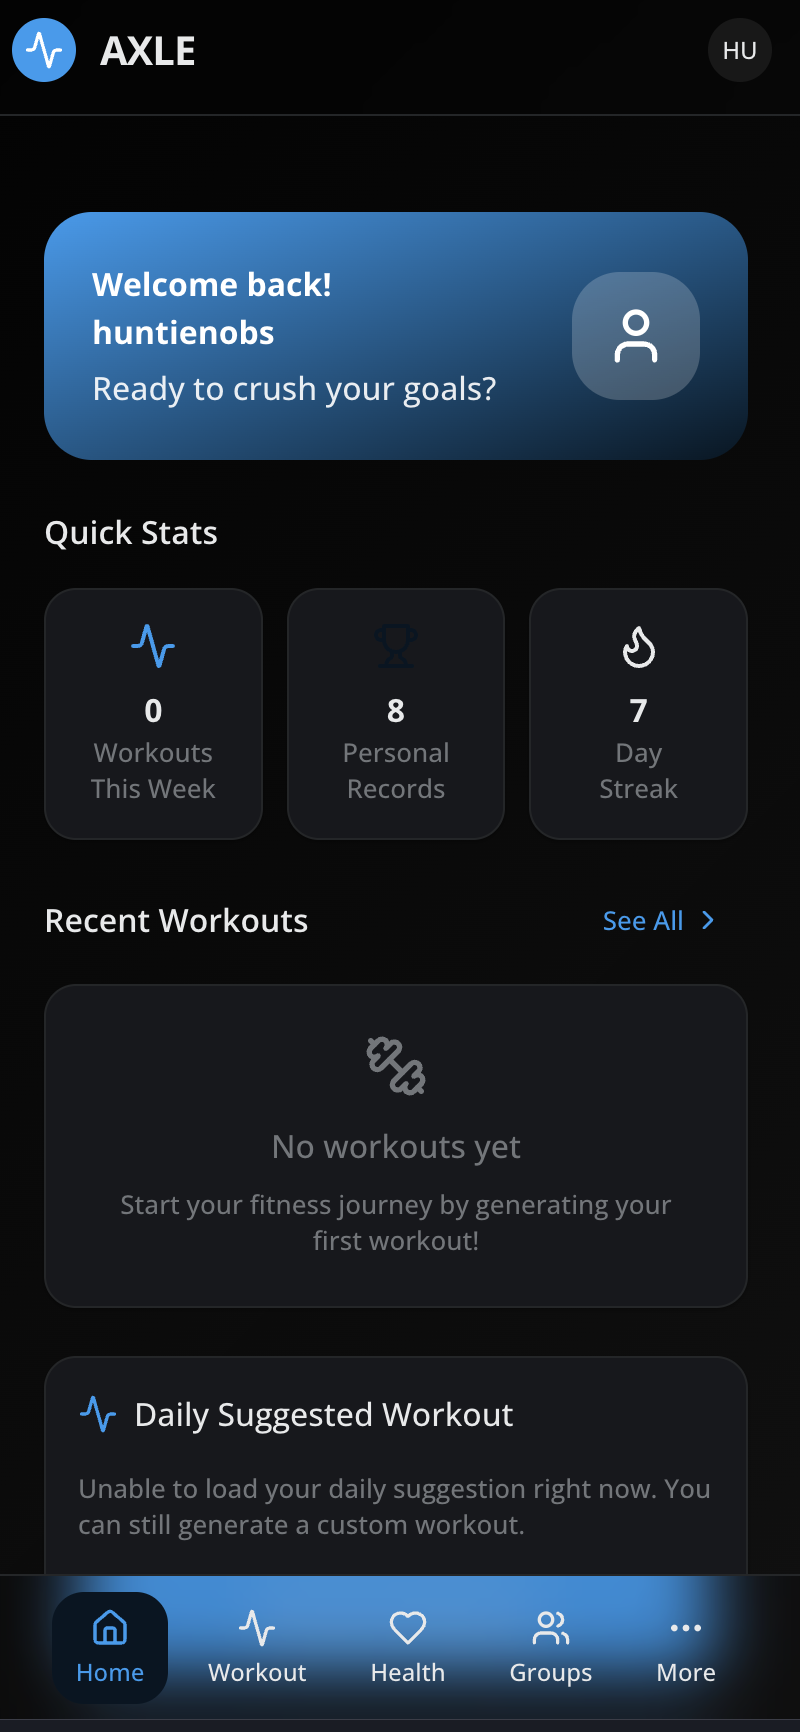 AXLE
HU
Welcome back!
huntienobs
Ready to crush your goals?
Quick Stats
0
Workouts
This Week
8
Personal
Records
7
Day
Streak
Recent Workouts
See All
No workouts yet
Start your fitness journey by generating your
first workout!
Daily Suggested Workout
Unable to load your daily suggestion right now. You
can still generate a custom workout.
Home
Workout
Health
Groups
More